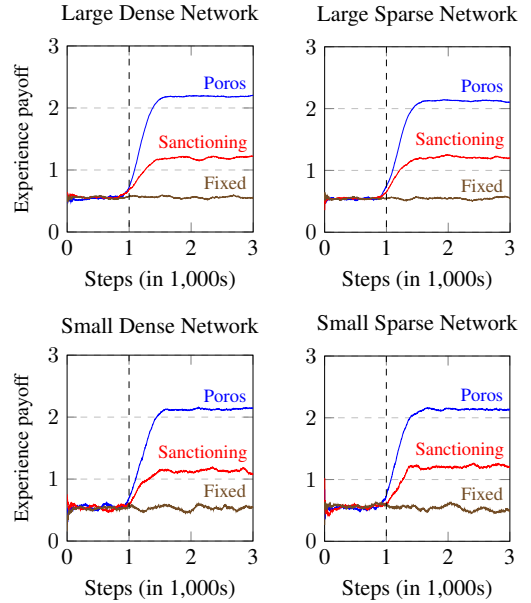 Large Dense Network
Large Sparse Network
3
2
1
0
Experience payoff
Poros
Sanctioning
Fixed
0 1 2 3
Steps (in 1,000s)
3
2
1
0
Poros
Sanctioning
Fixed
0 1 2 3
Steps (in 1,000s)
Small Dense Network
Small Sparse Network
3
2
1
0
Experience payoff
Poros
Sanctioning
Fixed
0 1 2 3
Steps (in 1,000s)
3
2
1
0
Poros
Sanctioning
Fixed
0 1 2 3
Steps (in 1,000s)